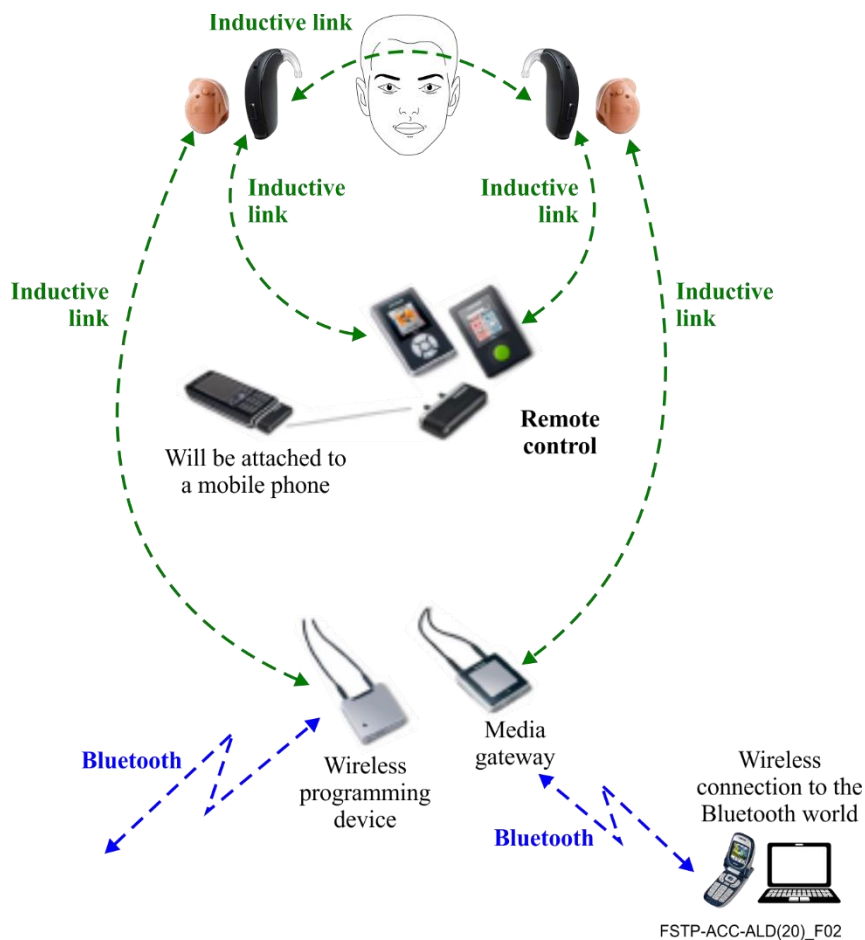 Inductive link
Inductive
link
Inductive
link
Inductive
link
Inductive
link
Remote
control
Will be attached to
a mobile phone
Bluetooth
Wireless
programming
device
Media
gateway
Bluetooth
Wireless
connection to the
Bluetooth world
FSTP-ACC-ALD(20)_F02